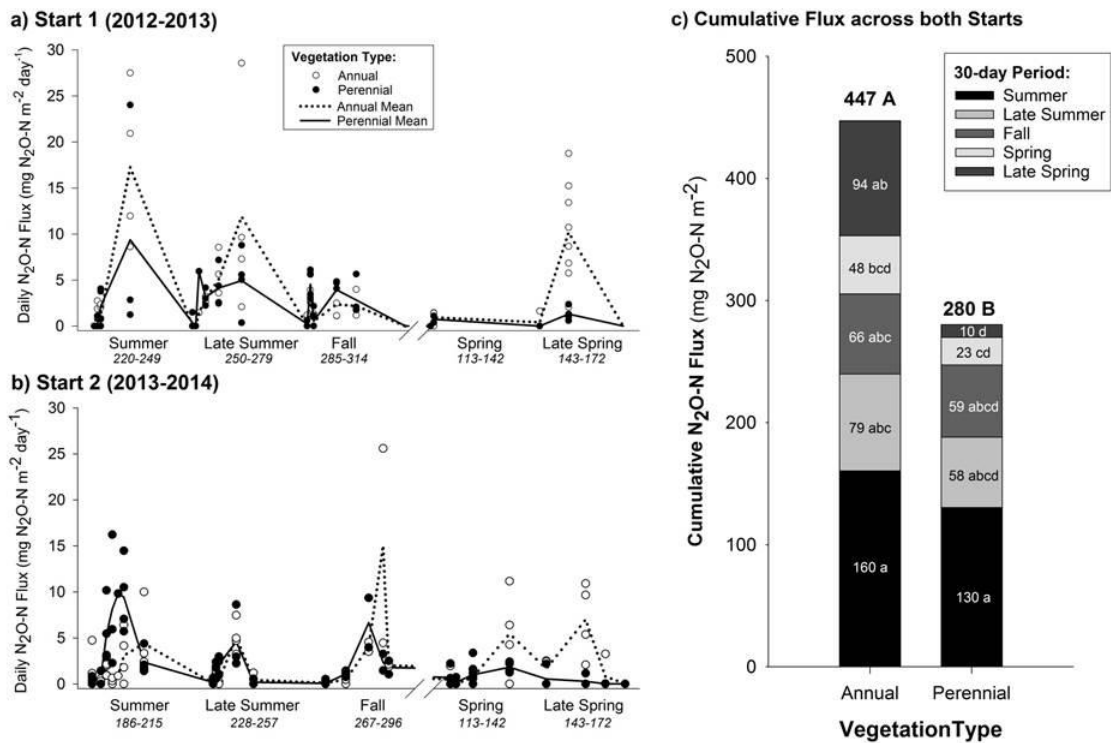 a) Start 1 (2012-2013)
30
25
20
15
10
5
0
Daily N₂O-N Flux (mg N₂O-N m⁻² day⁻¹)
Vegetation Type:
Annual
Perennial
Annual Mean
Perennial Mean
Summer
220-249
Late Summer
250-279
Fall
285-314
Spring
113-142
Late Spring
143-172
b) Start 2 (2013-2014)
30
25
20
15
10
5
0
Daily N₂O-N Flux (mg N₂O-N m⁻² day⁻¹)
Summer
186-215
Late Summer
228-257
Fall
267-296
Spring
113-142
Late Spring
143-172
c) Cumulative Flux across both Starts
500
400
300
200
100
0
Cumulative N₂O-N Flux (mg N₂O-N m⁻²)
30-day Period:
Summer
Late Summer
Fall
Spring
Late Spring
447 A
94 ab
48 bcd
66 abc
79 abc
160 a
280 B
10 d
23 cd
59 abcd
58 abcd
130 a
Annual
Perennial
VegetationType